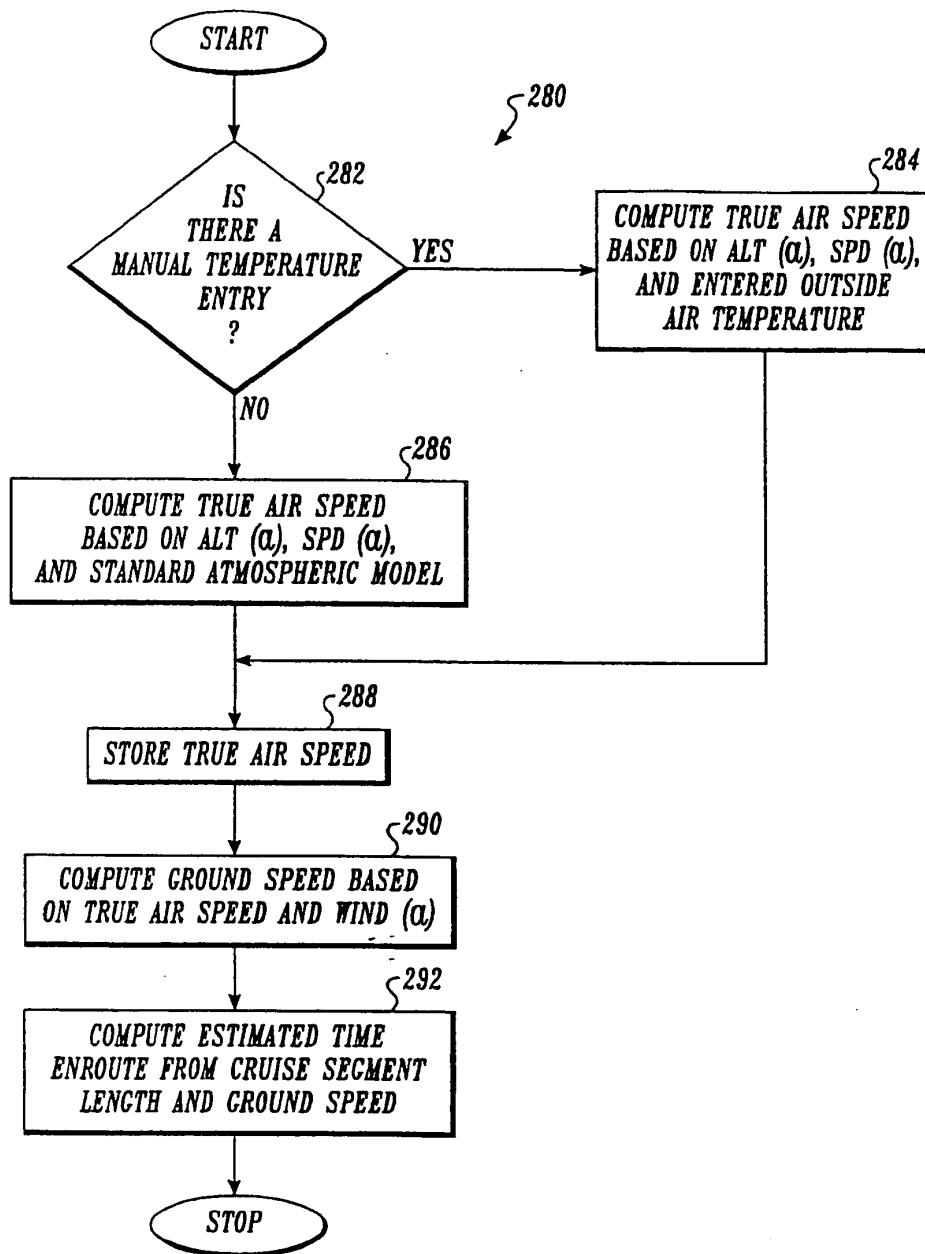 START
280
282
IS
THERE A
MANUAL TEMPERATURE
ENTRY
?
YES
284
COMPUTE TRUE AIR SPEED
BASED ON ALT (α), SPD (α),
AND ENTERED OUTSIDE
AIR TEMPERATURE
NO
286
COMPUTE TRUE AIR SPEED
BASED ON ALT (α), SPD (α),
AND STANDARD ATMOSPHERIC MODEL
288
STORE TRUE AIR SPEED
290
COMPUTE GROUND SPEED BASED
ON TRUE AIR SPEED AND WIND (α)
292
COMPUTE ESTIMATED TIME
ENROUTE FROM CRUISE SEGMENT
LENGTH AND GROUND SPEED
STOP